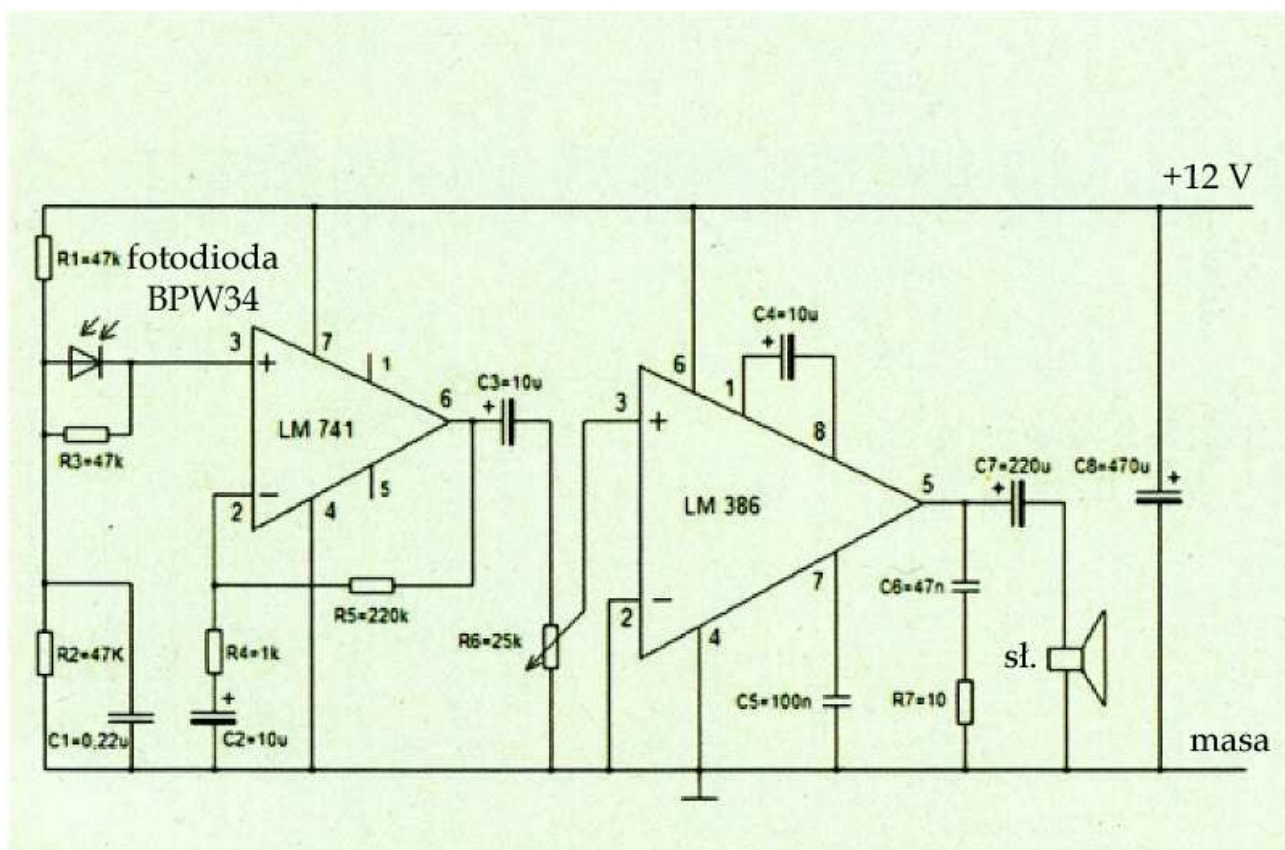 +12 V
R1=47k
fotodioda
BPW34
3
+
7
1
LM 741
6
C3=10u
+
R3=47k
2
−
4
5
R5=220k
R4=1k
+
C2=10u
R2=47K
C1=0,22u
R6=25k
3
+
6
1
C4=10u
+
8
LM 386
2
−
4
7
5
C5=100n
C6=47n
R7=10
C7=220u
+
sł.
C8=470u
+
masa